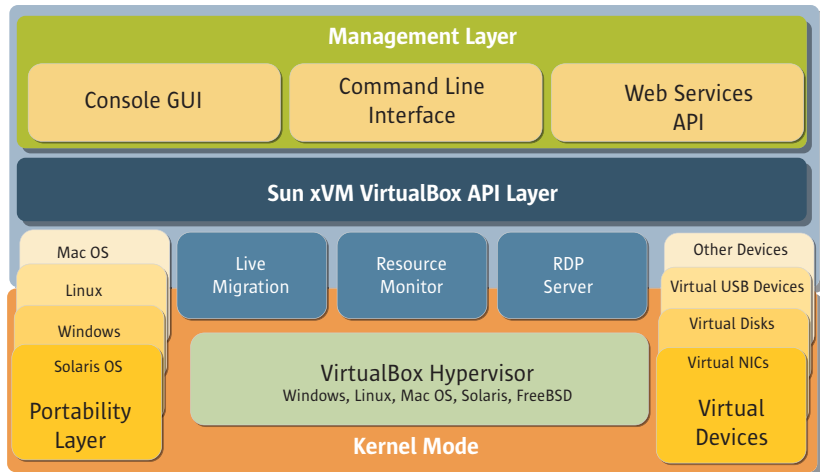 Management Layer
Console GUI
Command Line
Interface
Web Services
API
Sun xVM VirtualBox API Layer
Mac OS
Linux
Windows
Solaris OS
Portability
Layer
Live
Migration
Resource
Monitor
RDP
Server
Other Devices
Virtual USB Devices
Virtual Disks
Virtual NICs
Virtual
Devices
VirtualBox Hypervisor
Windows, Linux, Mac OS, Solaris, FreeBSD
Kernel Mode